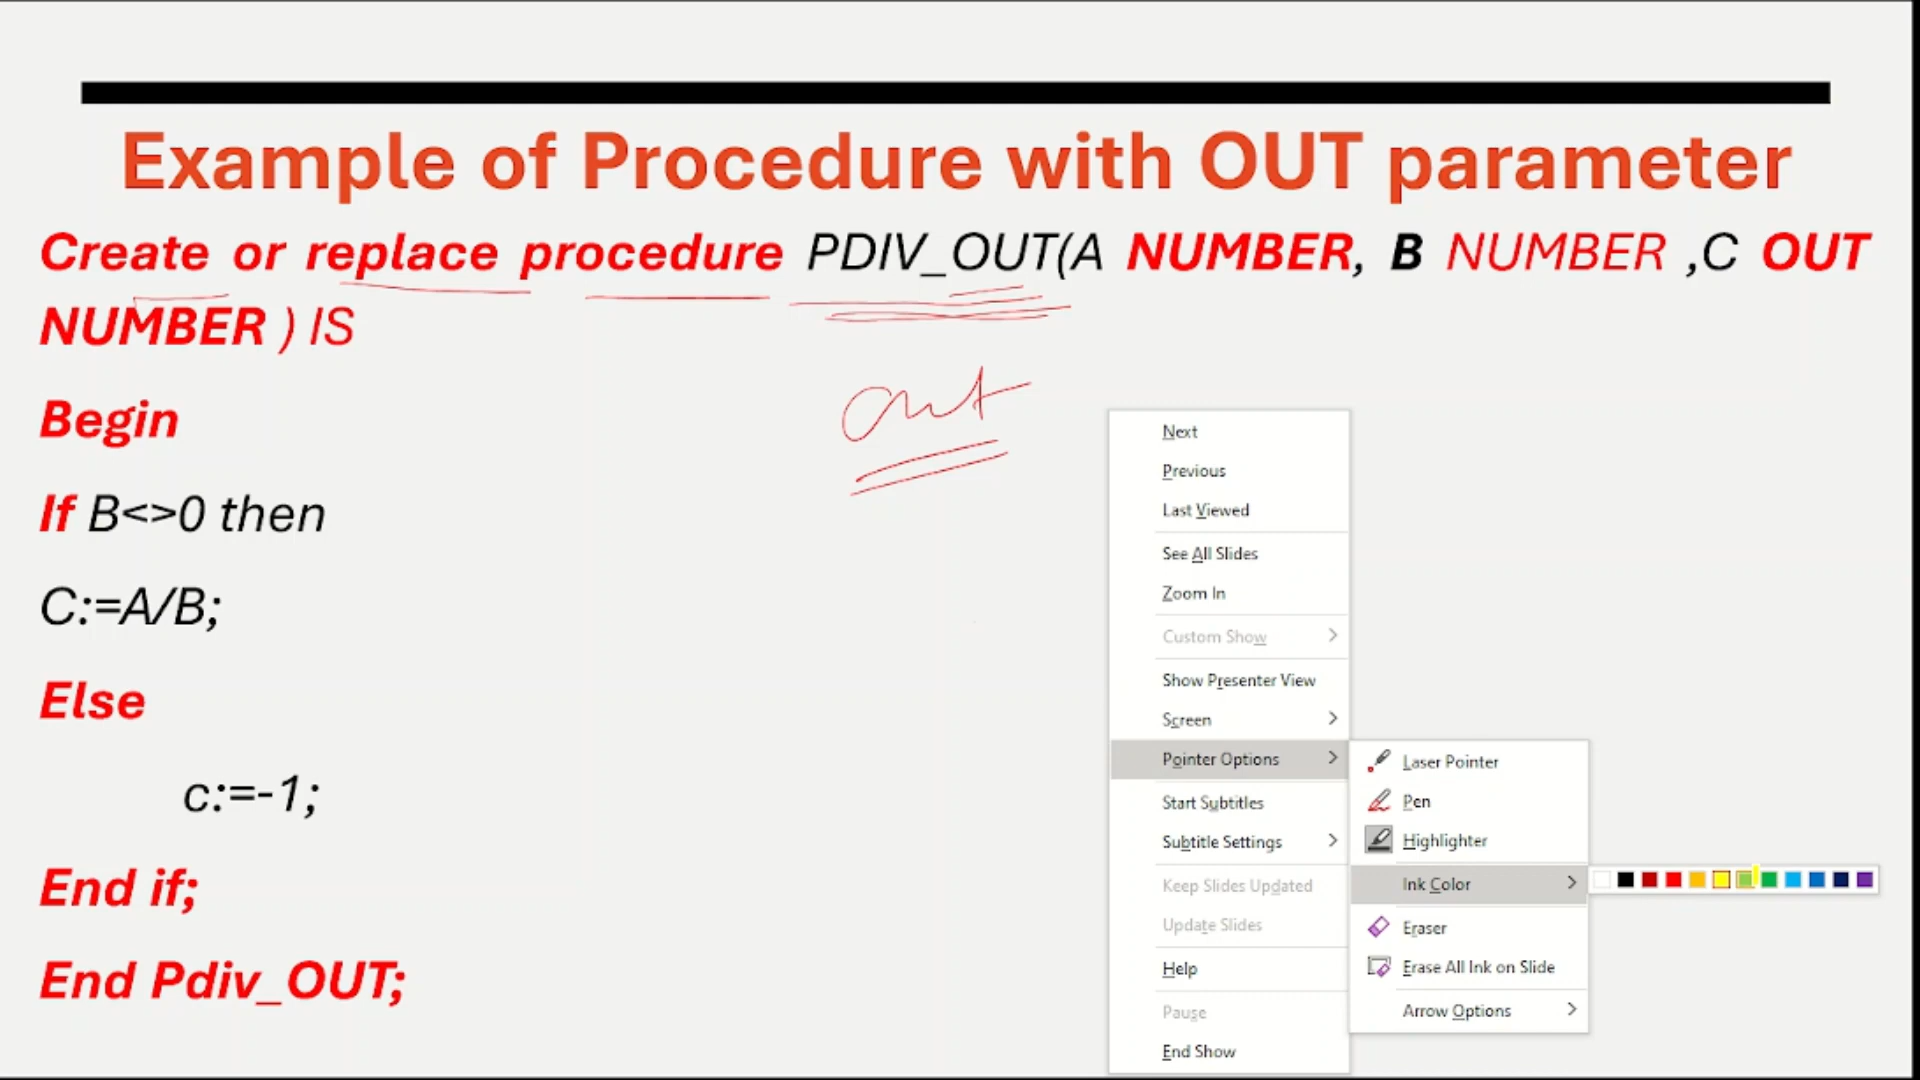 Example of Procedure with OUT parameter
Create or replace procedure PDIV_OUT(A NUMBER, B NUMBER ,C OUT
NUMBER ) IS
out
Begin
If B<>0 then
C:=A/B;
Else
c:=-1;
End if;
End Pdiv_OUT;
Next
Previous
Last Viewed
See All Slides
Zoom In
Custom Show
Show Presenter View
Screen
Pointer Options
Start Subtitles
Subtitle Settings
Keep Slides Updated
Update Slides
Help
Pause
End Show
Laser Pointer
Pen
Highlighter
Ink Color
Eraser
Erase All Ink on Slide
Arrow Options